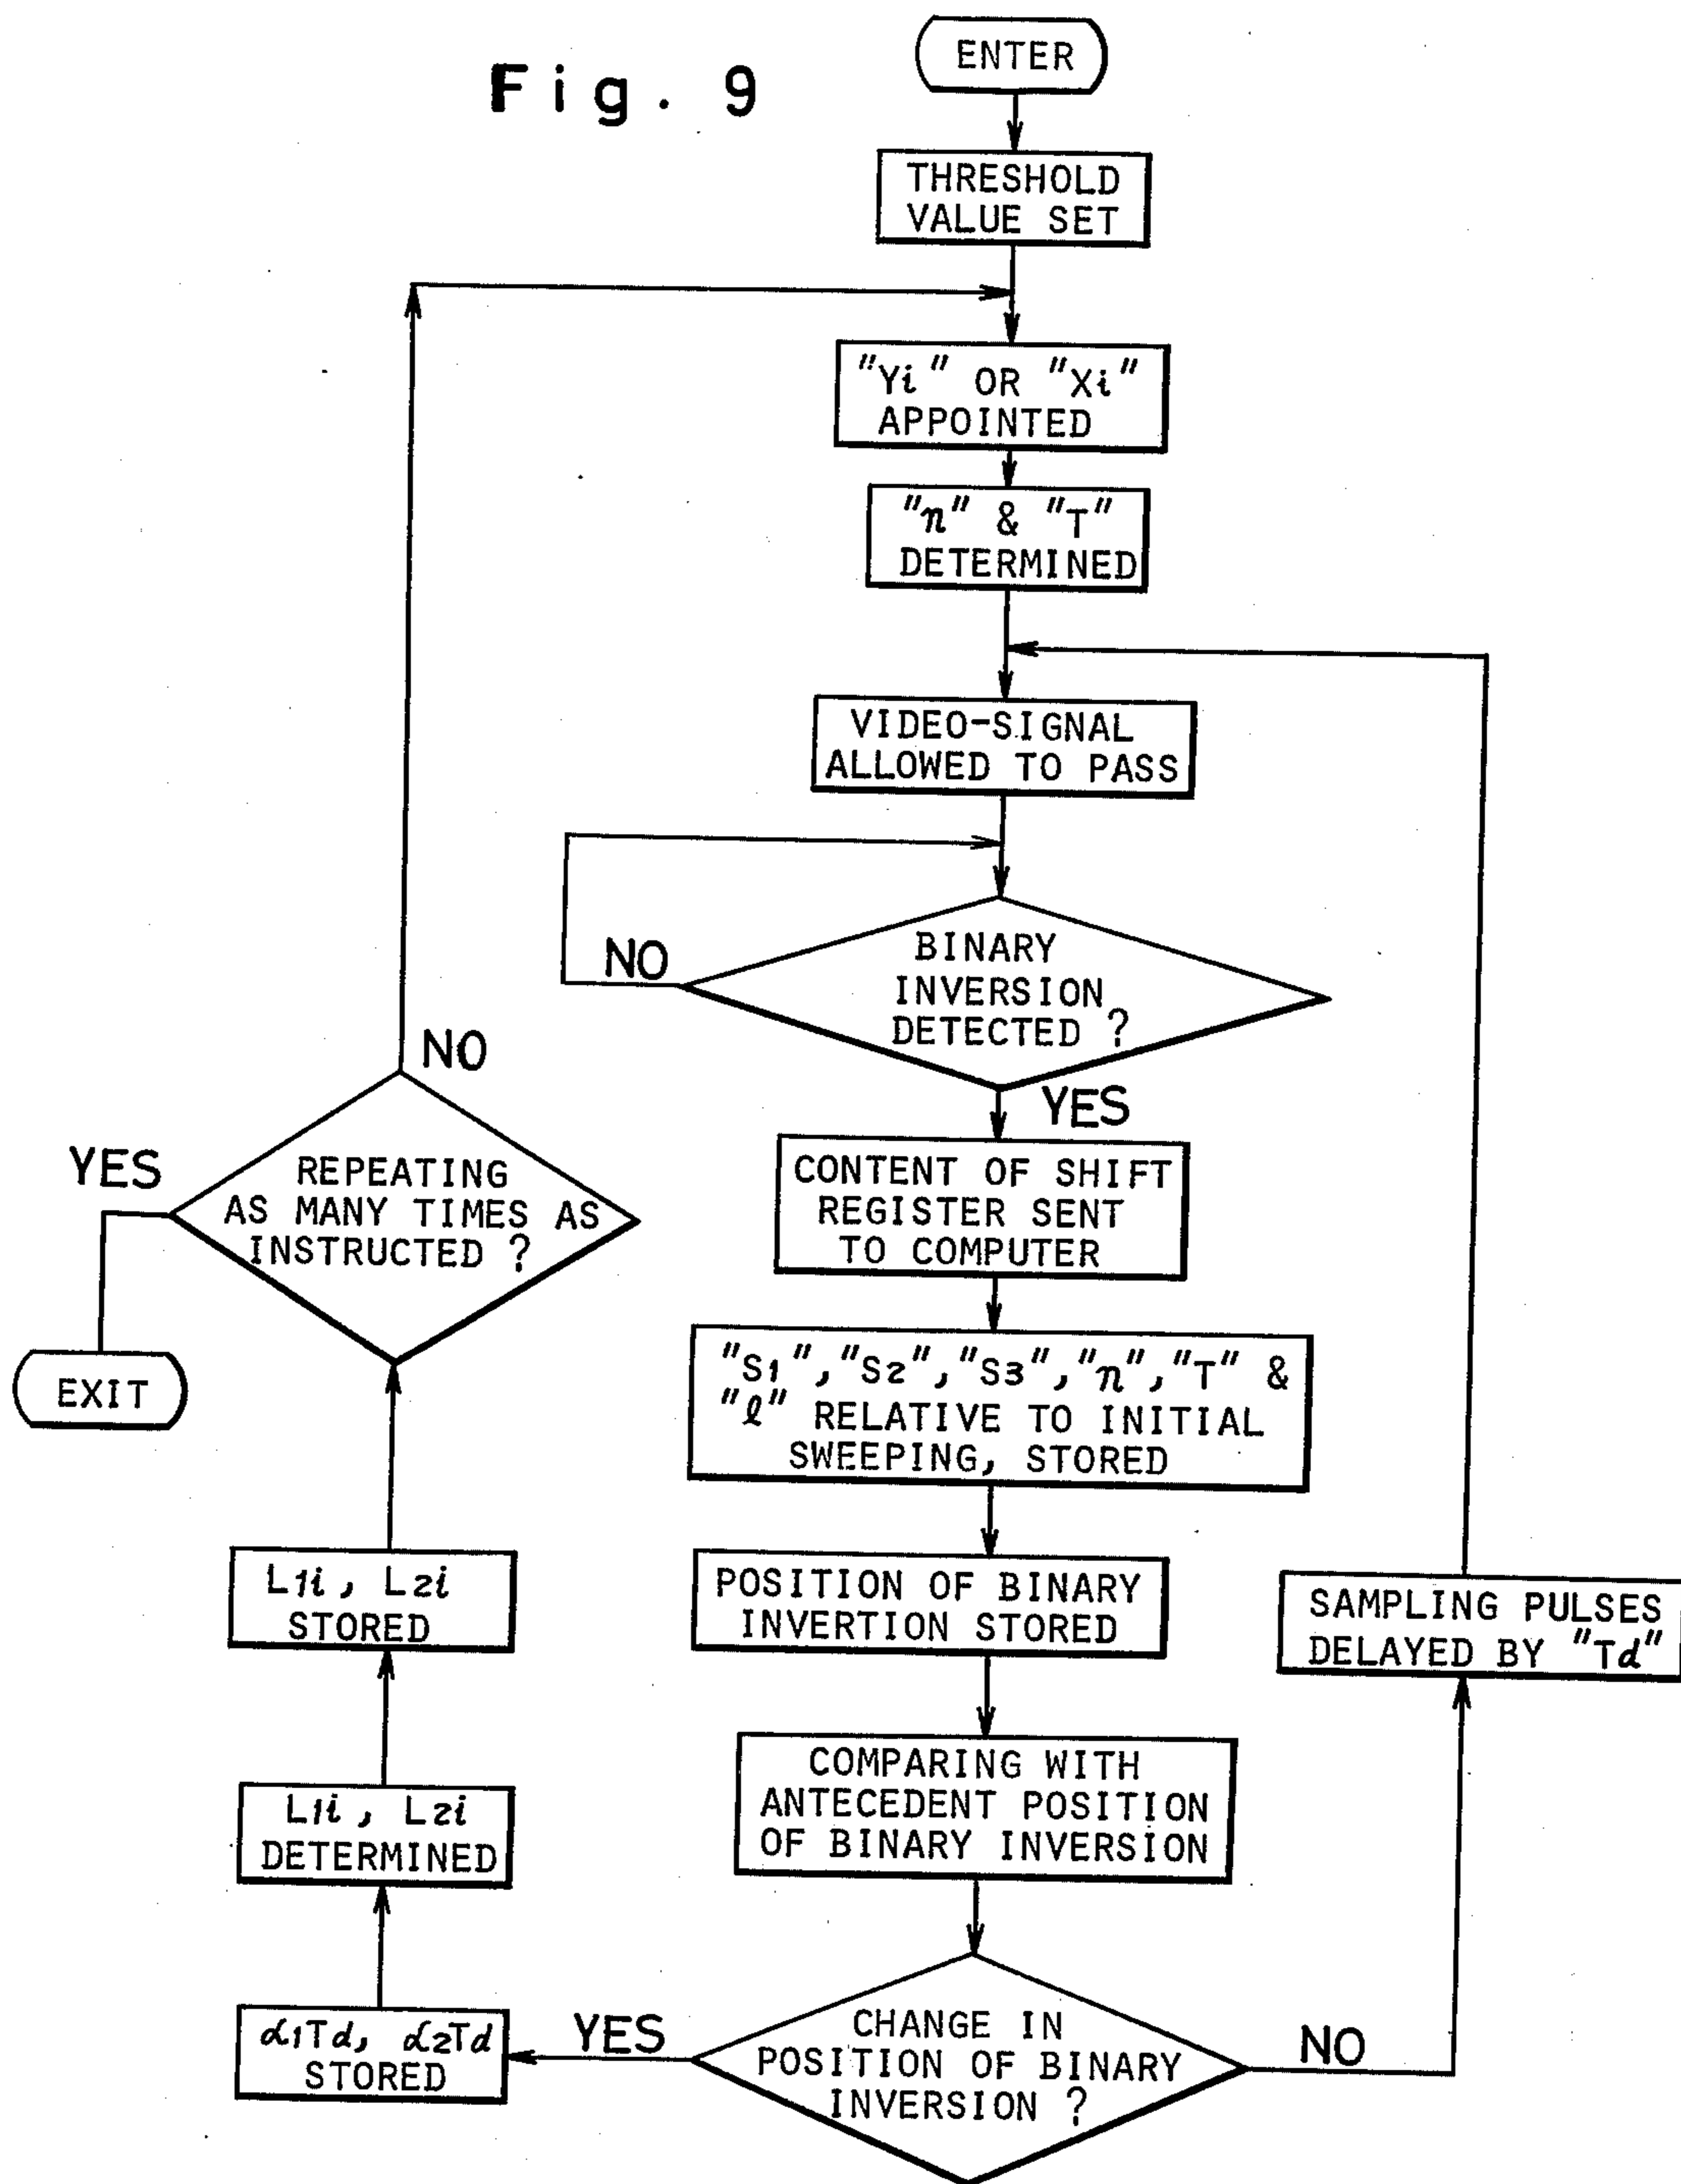 Fig. 9
ENTER
THRESHOLD
VALUE SET
"Yi" OR "Xi"
APPOINTED
"n" & "T"
DETERMINED
VIDEO-SIGNAL
ALLOWED TO PASS
BINARY
INVERSION
DETECTED ?
NO
YES
CONTENT OF SHIFT
REGISTER SENT
TO COMPUTER
"S1", "S2", "S3", "n", "T" &
"ℓ" RELATIVE TO INITIAL
SWEEPING, STORED
POSITION OF BINARY
INVERTION STORED
COMPARING WITH
ANTECEDENT POSITION
OF BINARY INVERSION
CHANGE IN
POSITION OF BINARY
INVERSION ?
NO
SAMPLING PULSES
DELAYED BY "Td"
YES
α1Td, α2Td
STORED
L1i, L2i
DETERMINED
L1i, L2i
STORED
REPEATING
AS MANY TIMES AS
INSTRUCTED ?
NO
YES
EXIT